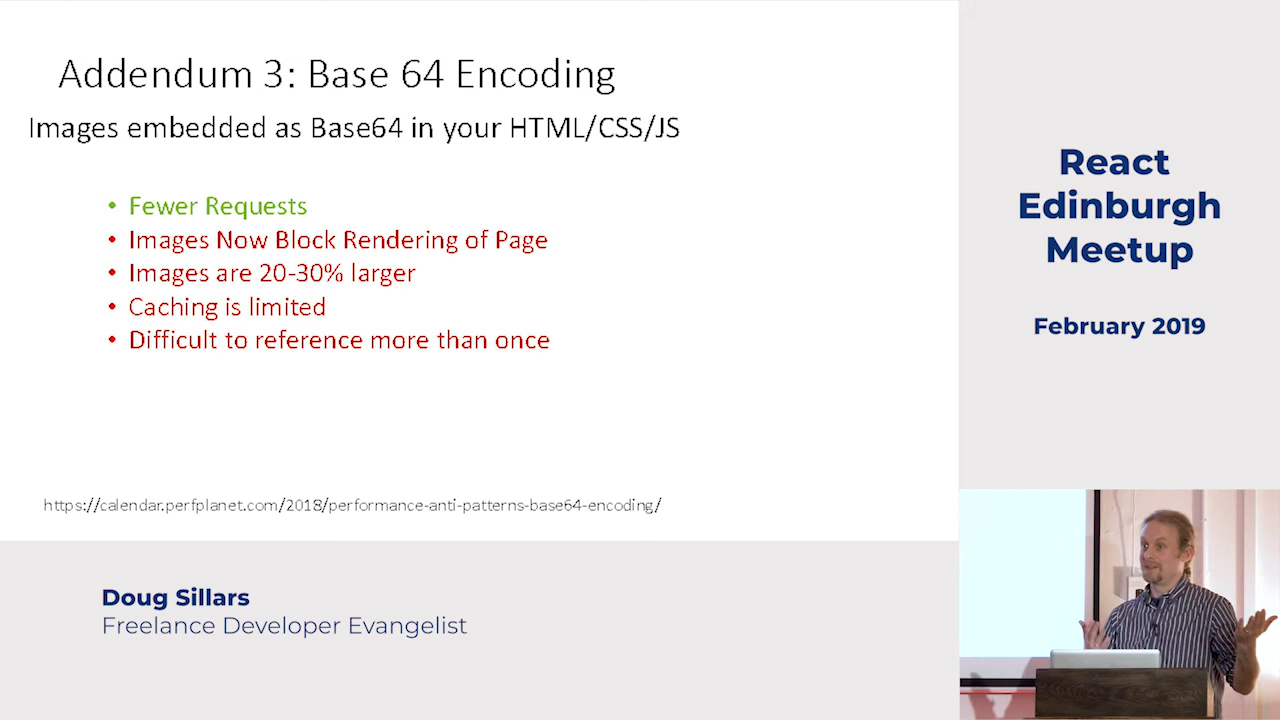 Addendum 3: Base 64 Encoding
Images embedded as Base64 in your HTML/CSS/JS
• Fewer Requests
• Images Now Block Rendering of Page
• Images are 20-30% larger
• Caching is limited
• Difficult to reference more than once
https://calendar.perfplanet.com/2018/performance-anti-patterns-base64-encoding/
Doug Sillars
Freelance Developer Evangelist
React
Edinburgh
Meetup
February 2019